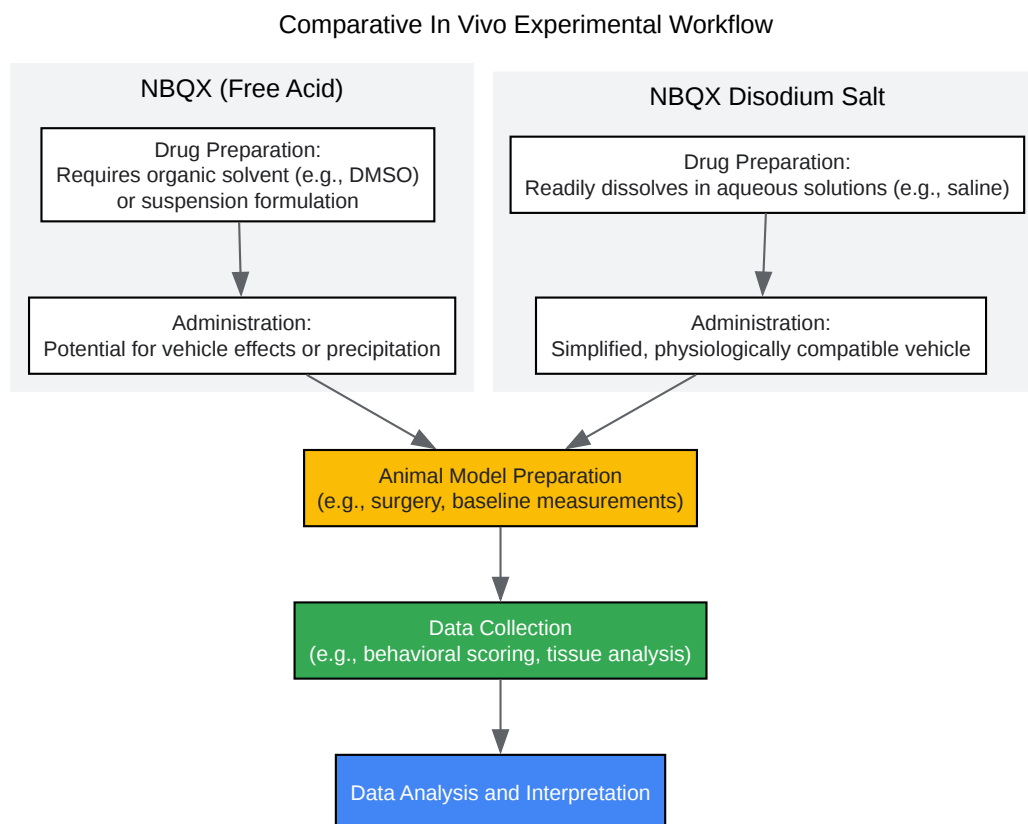 Comparative In Vivo Experimental Workflow
NBQX (Free Acid)
Drug Preparation:
Requires organic solvent (e.g., DMSO)
or suspension formulation
Administration:
Potential for vehicle effects or precipitation
NBQX Disodium Salt
Drug Preparation:
Readily dissolves in aqueous solutions (e.g., saline)
Administration:
Simplified, physiologically compatible vehicle
Animal Model Preparation
(e.g., surgery, baseline measurements)
Data Collection
(e.g., behavioral scoring, tissue analysis)
Data Analysis and Interpretation